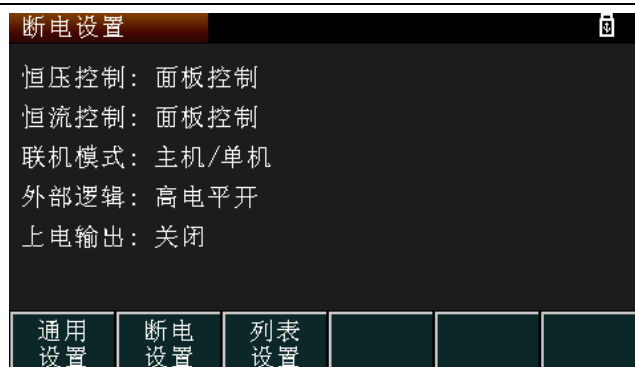 断电设置
恒压控制: 面板控制
恒流控制: 面板控制
联机模式: 主机/单机
外部逻辑: 高电平开
上电输出: 关闭
通用 断电 列表
设置 设置 设置